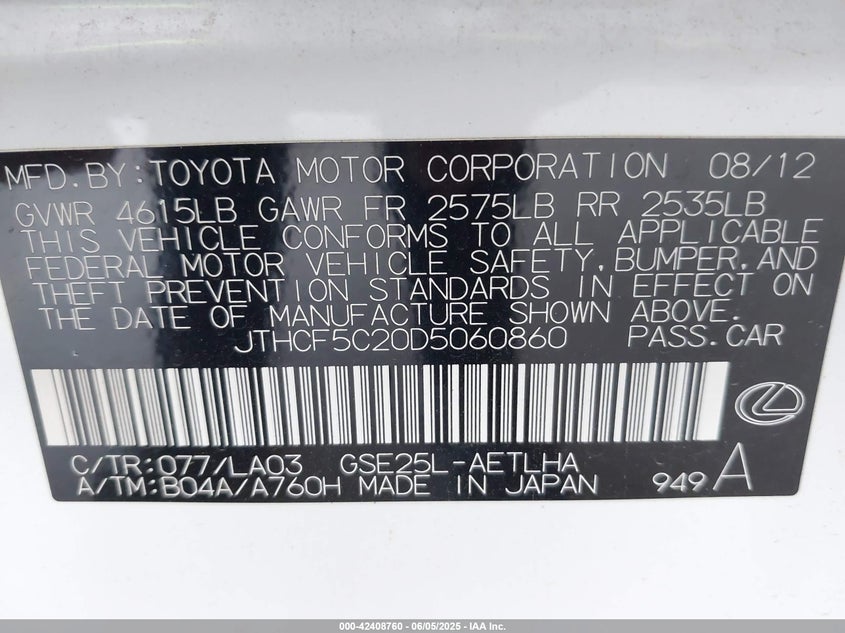 MFD. BY: TOYOTA MOTOR CORPORATION 08/12
GVWR 4615LB GAWR FR 2575LB RR 2535LB
THIS VEHICLE CONFORMS TO ALL APPLICABLE
FEDERAL MOTOR VEHICLE SAFETY, BUMPER, AND
THEFT PREVENTION STANDARDS IN EFFECT ON
THE DATE OF MANUFACTURE SHOWN ABOVE.
JTHCF5C20D5060860 PASS. CAR
C/TR: 077/LA03 GSE25L-AETLHA
A/TM: B04A/A760H MADE IN JAPAN 949 A
000-42408760 - 06/05/2025 - IAA Inc.